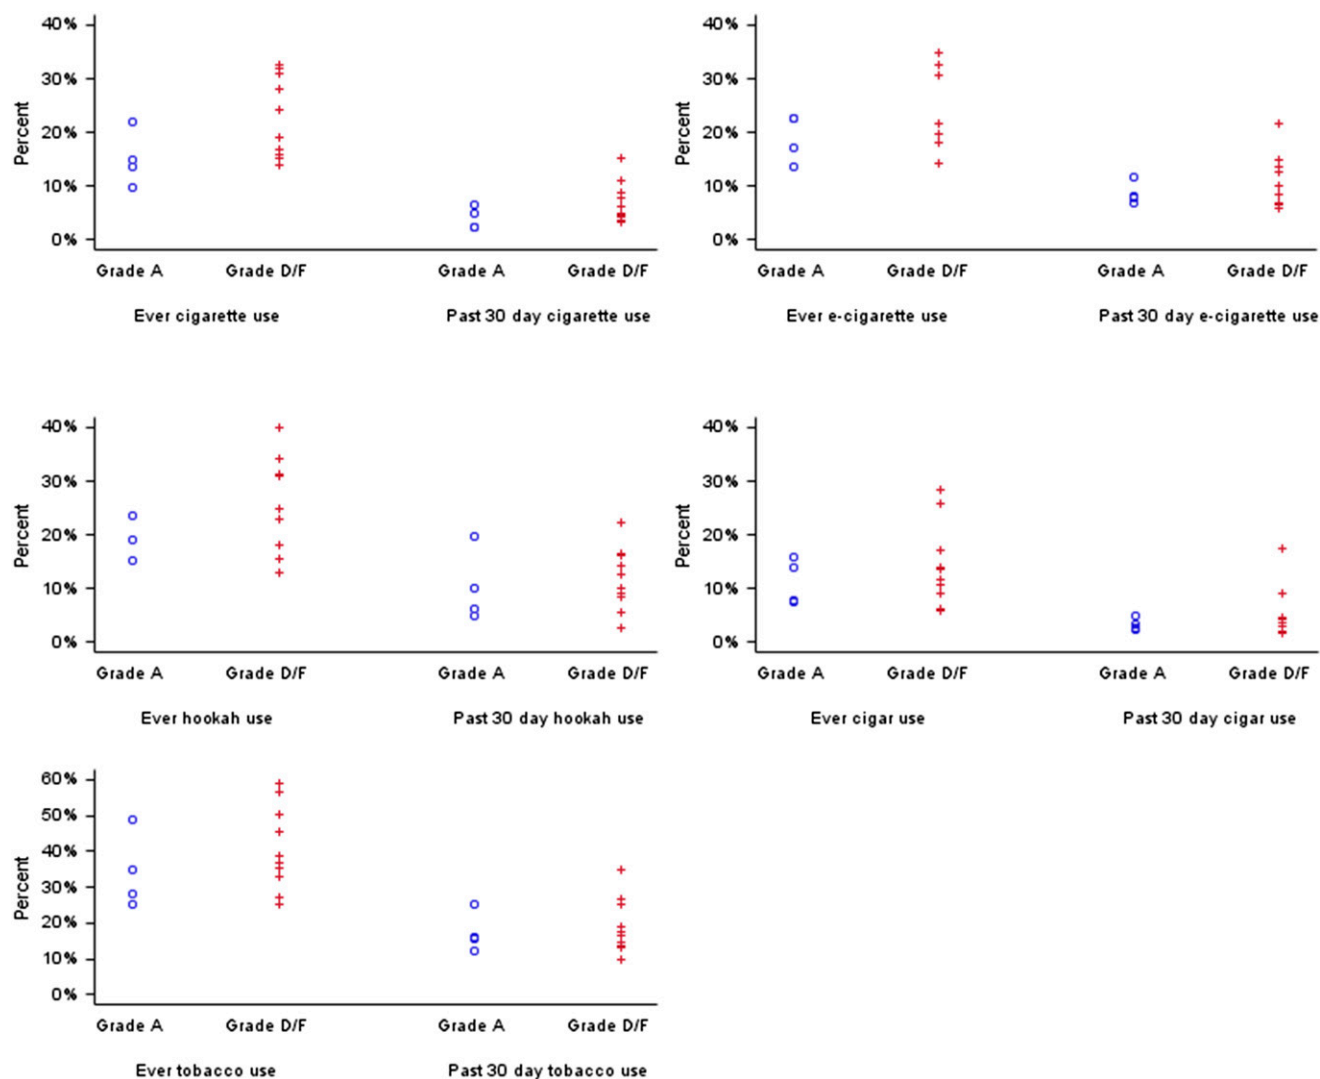 40%
30%
20%
10%
0%
Percent
Grade A Grade D/F Grade A Grade D/F
Ever cigarette use Past 30 day cigarette use
40%
30%
20%
10%
0%
Percent
Grade A Grade D/F Grade A Grade D/F
Ever e-cigarette use Past 30 day e-cigarette use
40%
30%
20%
10%
0%
Percent
Grade A Grade D/F Grade A Grade D/F
Ever hookah use Past 30 day hookah use
40%
30%
20%
10%
0%
Percent
Grade A Grade D/F Grade A Grade D/F
Ever cigar use Past 30 day cigar use
60%
50%
40%
30%
20%
10%
0%
Percent
Grade A Grade D/F Grade A Grade D/F
Ever tobacco use Past 30 day tobacco use